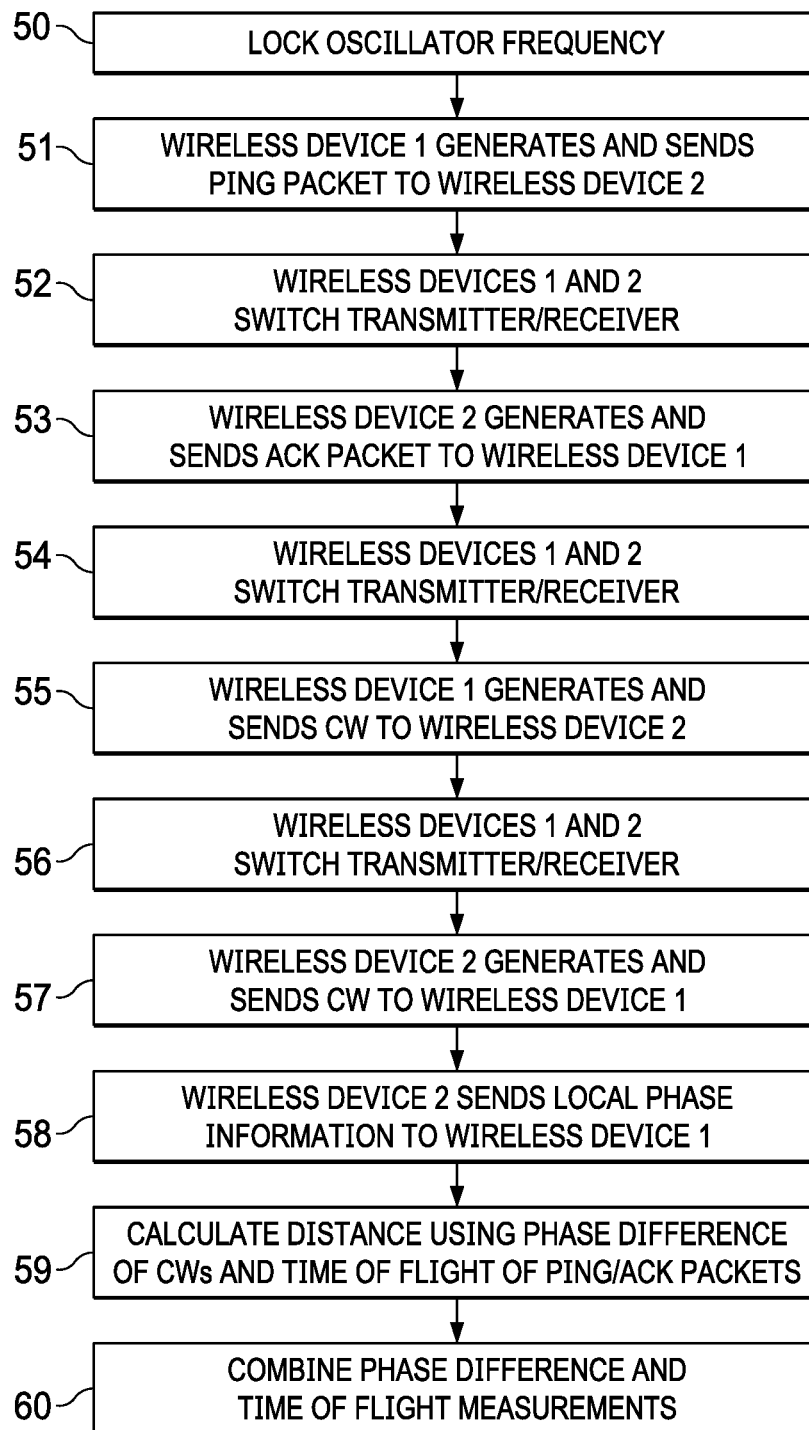 50
LOCK OSCILLATOR FREQUENCY
51
WIRELESS DEVICE 1 GENERATES AND SENDS
PING PACKET TO WIRELESS DEVICE 2
52
WIRELESS DEVICES 1 AND 2
SWITCH TRANSMITTER/RECEIVER
53
WIRELESS DEVICE 2 GENERATES AND
SENDS ACK PACKET TO WIRELESS DEVICE 1
54
WIRELESS DEVICES 1 AND 2
SWITCH TRANSMITTER/RECEIVER
55
WIRELESS DEVICE 1 GENERATES AND
SENDS CW TO WIRELESS DEVICE 2
56
WIRELESS DEVICES 1 AND 2
SWITCH TRANSMITTER/RECEIVER
57
WIRELESS DEVICE 2 GENERATES AND
SENDS CW TO WIRELESS DEVICE 1
58
WIRELESS DEVICE 2 SENDS LOCAL PHASE
INFORMATION TO WIRELESS DEVICE 1
59
CALCULATE DISTANCE USING PHASE DIFFERENCE
OF CWs AND TIME OF FLIGHT OF PING/ACK PACKETS
60
COMBINE PHASE DIFFERENCE AND
TIME OF FLIGHT MEASUREMENTS